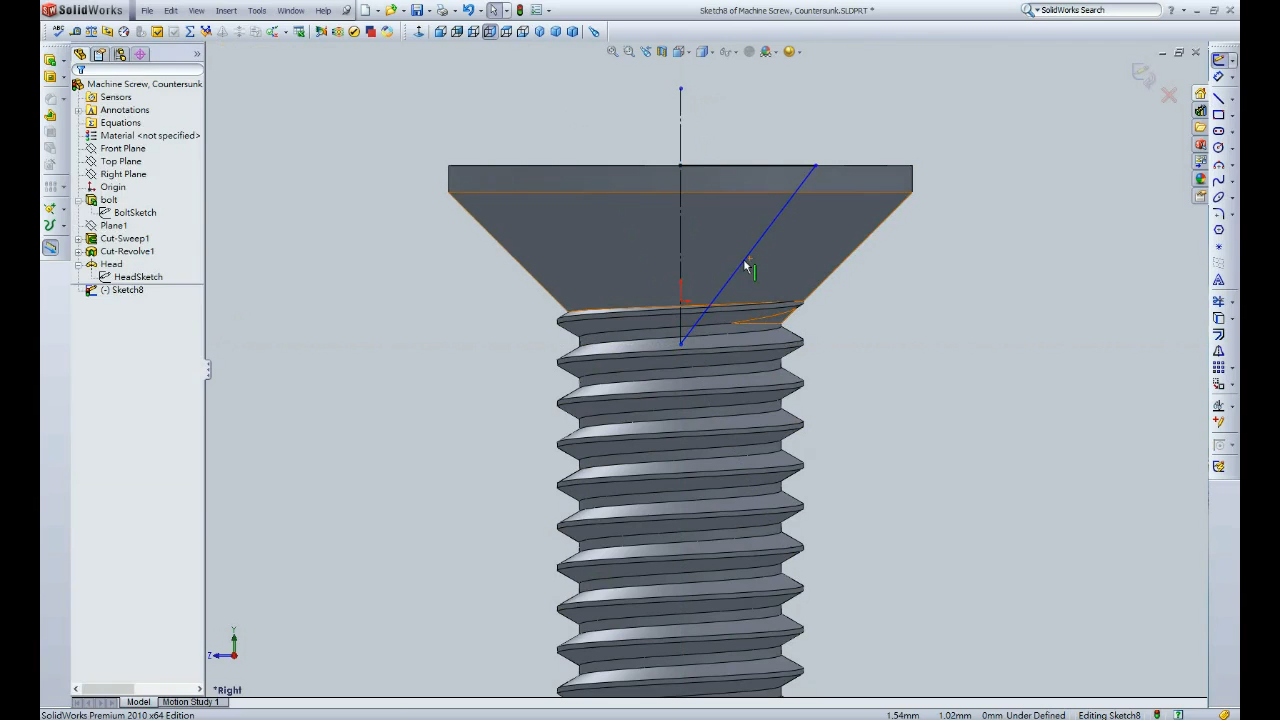 SolidWorks
File
Edit
View
Insert
Tools
Window
Help
Sketch8 of Machine Screw, Countersunk.SLDPRT *
SolidWorks Search
Machine Screw, Countersunk
Sensors
Annotations
Equations
Material <not specified>
Front Plane
Top Plane
Right Plane
Origin
bolt
BoltSketch
Plane1
Cut-Sweep1
Cut-Revolve1
Head
HeadSketch
(-) Sketch8
Y
Z
*Right
Model
Motion Study 1
SolidWorks Premium 2010 x64 Edition
1.54mm
1.02mm
0mm Under Defined
Editing Sketch8